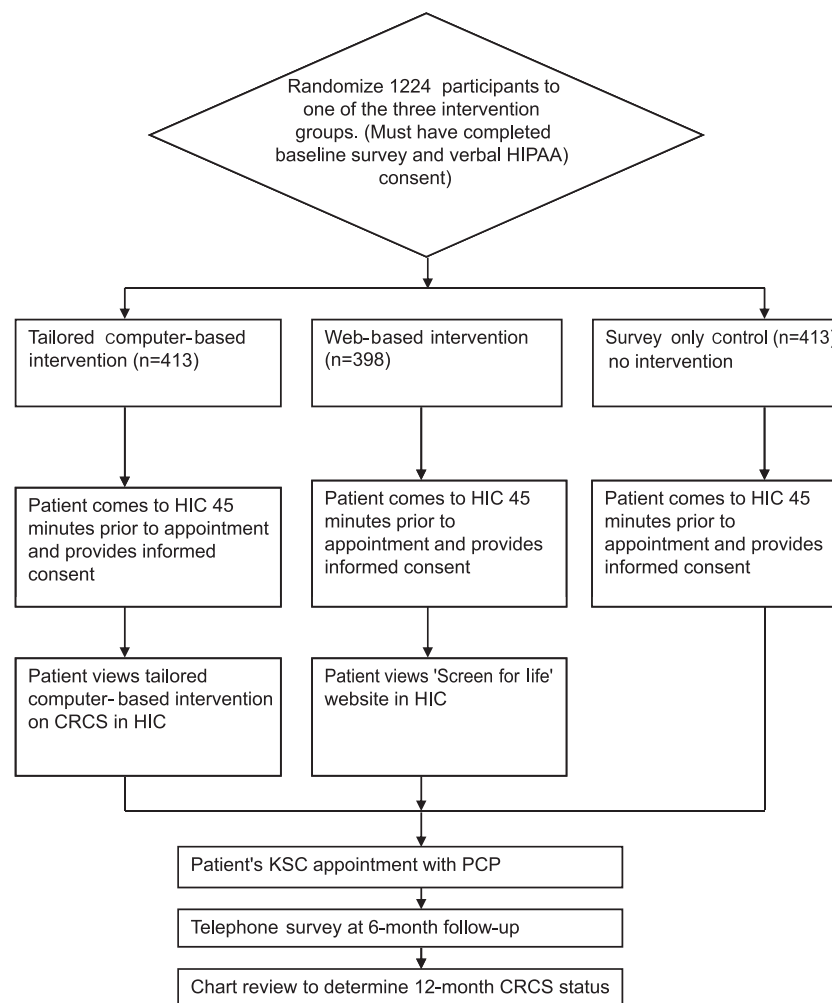 Randomize 1224 participants to
one of the three intervention
groups. (Must have completed
baseline survey and verbal HIPAA)
consent)
Tailored computer-based
intervention (n=413)
Web-based intervention
(n=398)
Survey only control (n=413)
no intervention
Patient comes to HIC 45
minutes prior to appointment
and provides informed
consent
Patient comes to HIC 45
minutes prior to
appointment and provides
informed consent
Patient comes to HIC 45
minutes prior to
appointment and provides
informed consent
Patient views tailored
computer-based intervention
on CRCS in HIC
Patient views 'Screen for life'
website in HIC
Patient's KSC appointment with PCP
Telephone survey at 6-month follow-up
Chart review to determine 12-month CRCS status